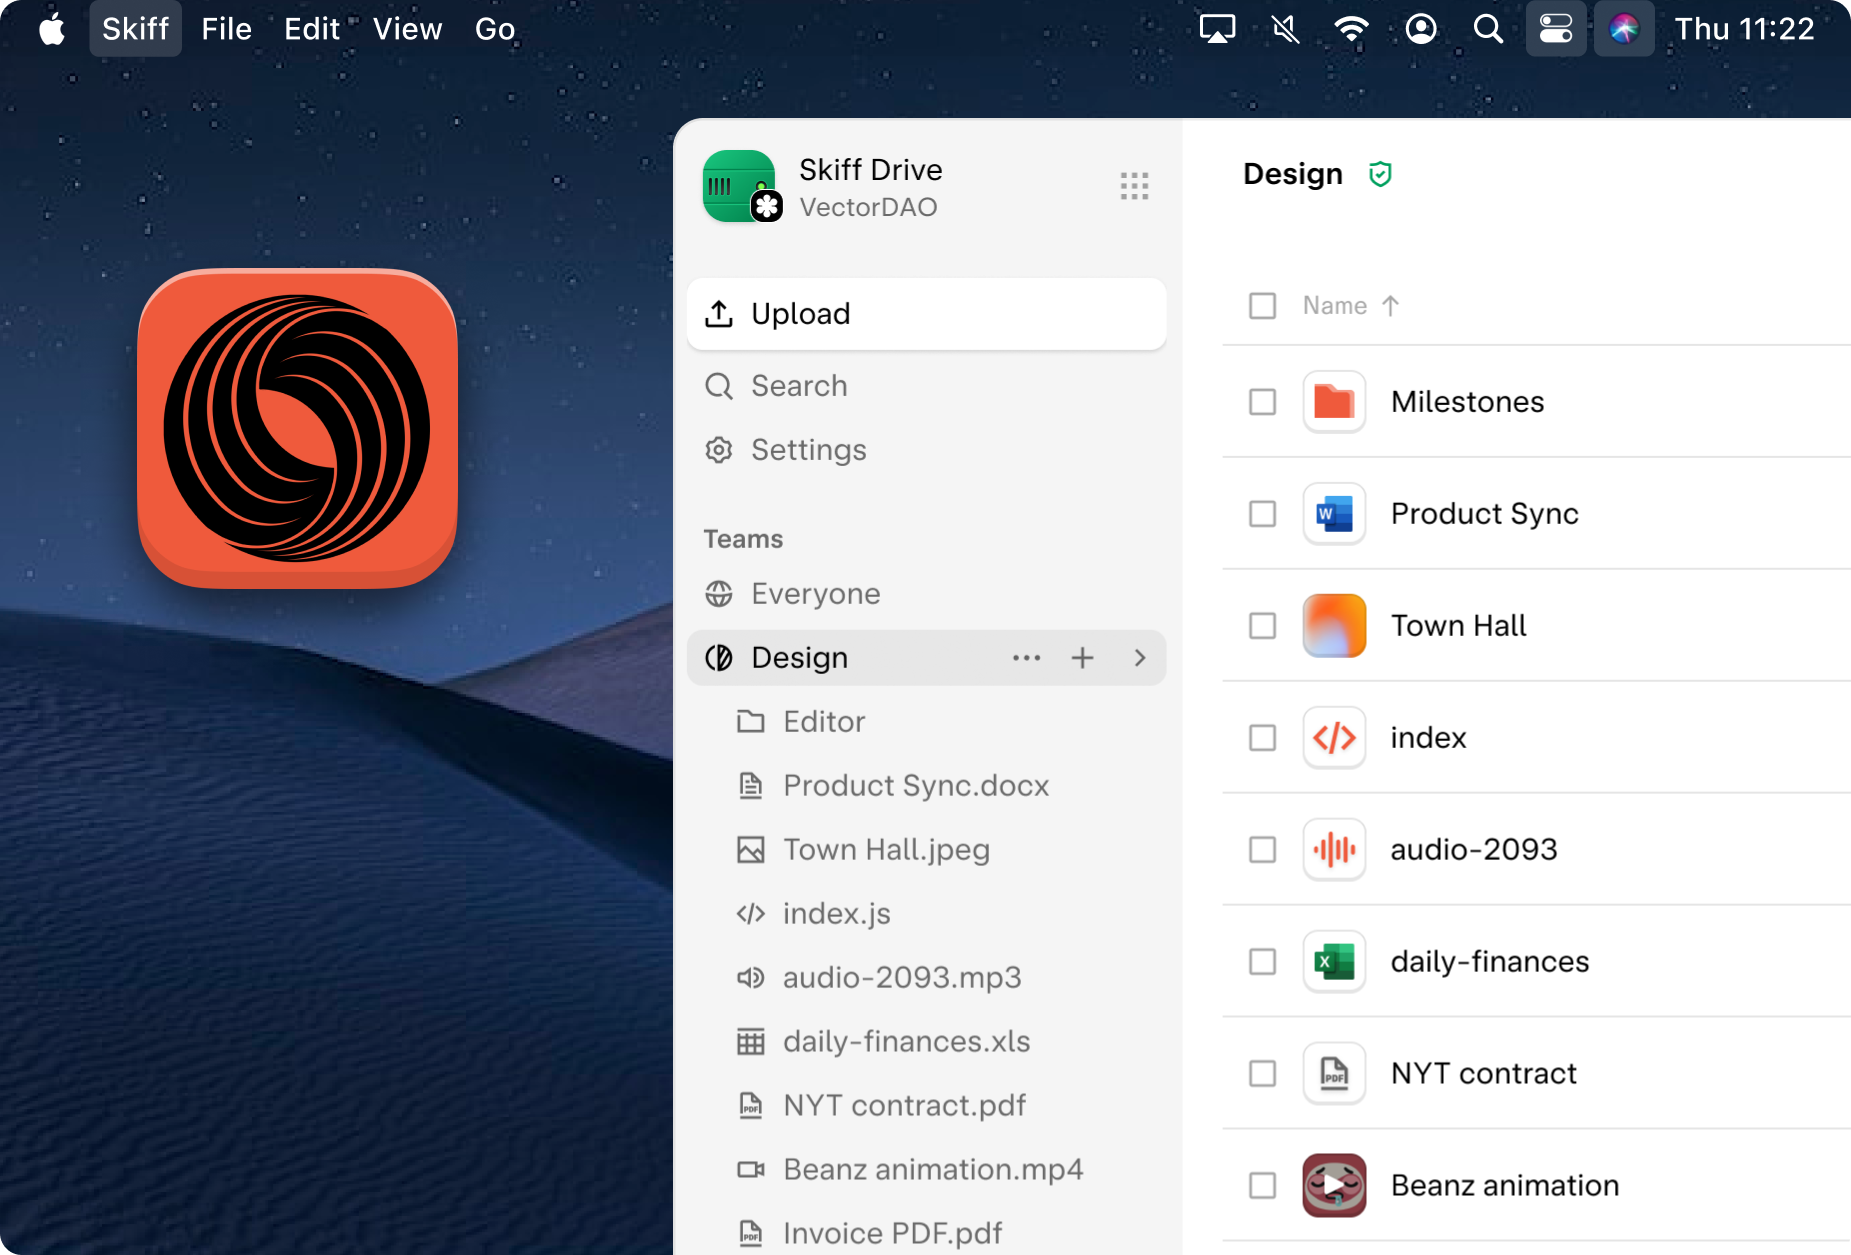 Skiff File Edit View Go Thu 11:22
Skiff Drive
VectorDAO
Upload
Search
Settings
Teams
Everyone
Design
Editor
Product Sync.docx
Town Hall.jpeg
index.js
audio-2093.mp3
daily-finances.xls
NYT contract.pdf
Beanz animation.mp4
Invoice PDF.pdf
Design
Name
Milestones
W
Product Sync
Town Hall
index
audio-2093
X
daily-finances
PDF
NYT contract
Beanz animation